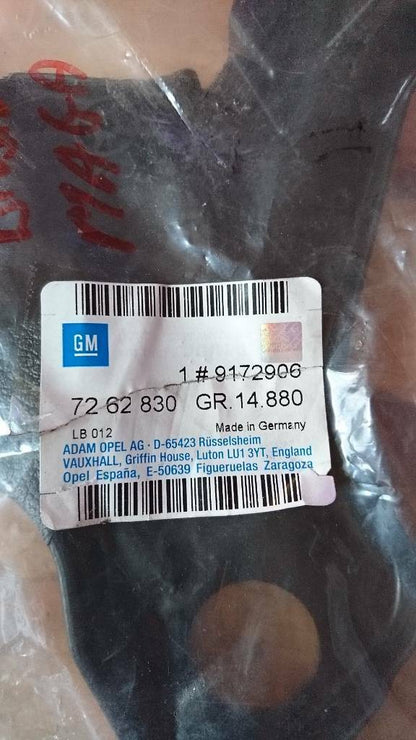 GM
1 # 9172906
72 62 830 GR.14.880
LB 012 Made in Germany
ADAM OPEL AG · D-65423 Rüsselsheim
VAUXHALL, Griffin House, Luton LU1 3YT, England
Opel España, E-50639 Figueruelas Zaragoza